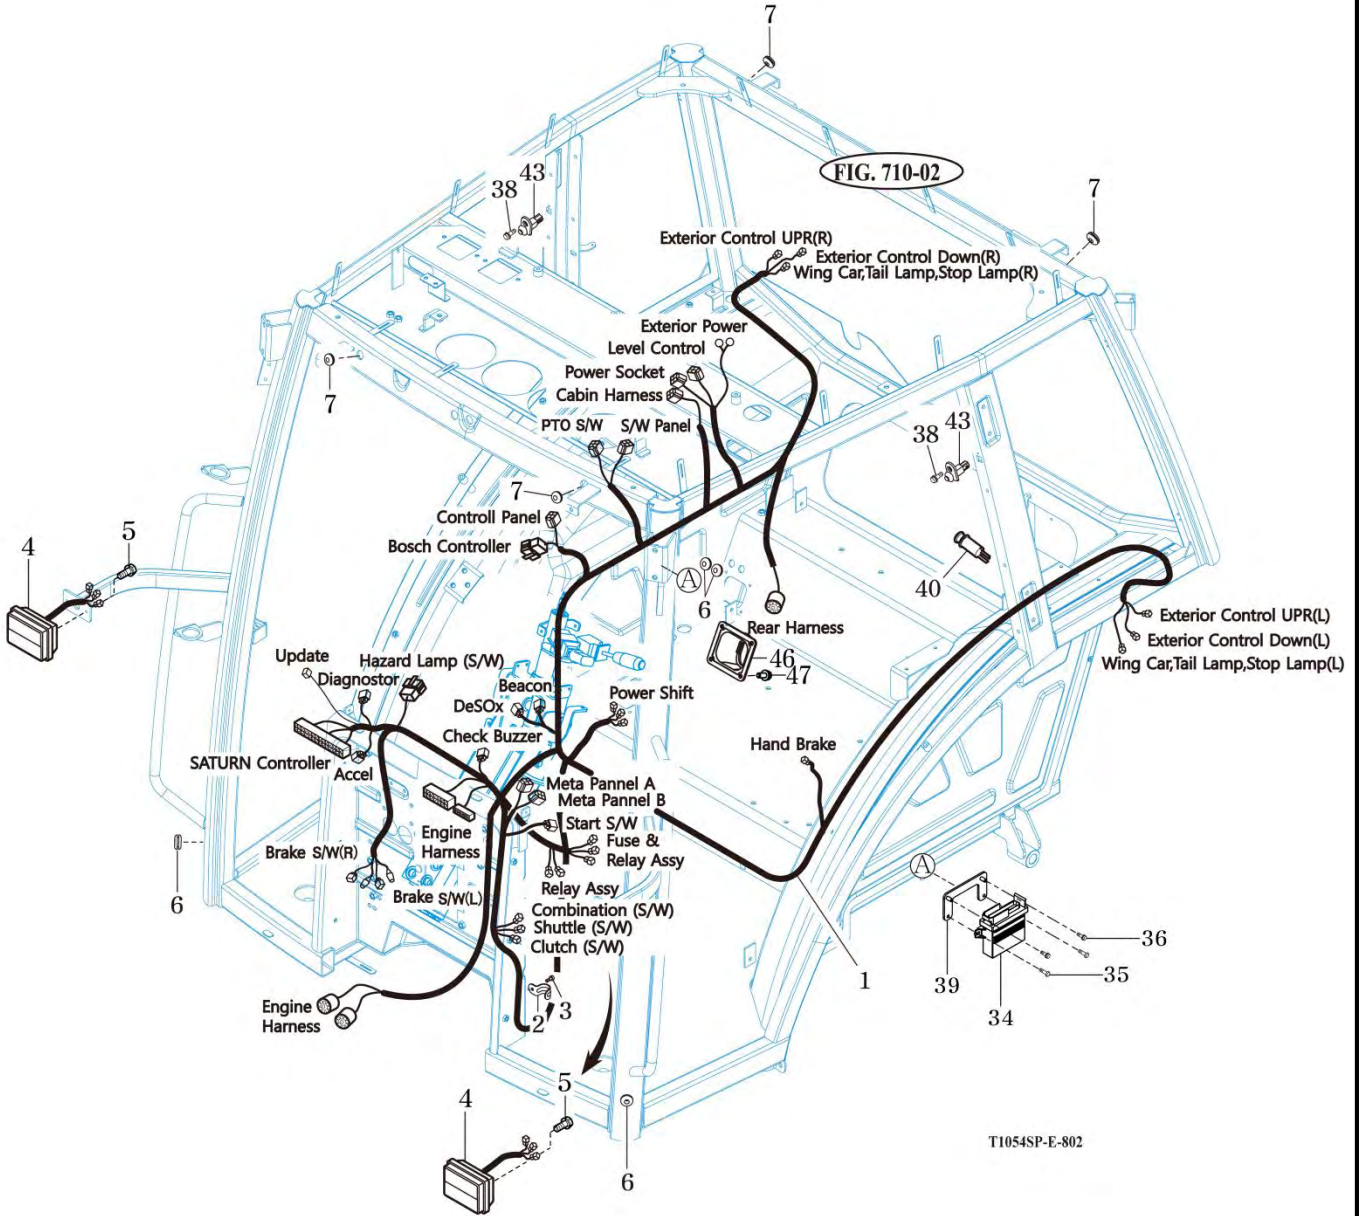 7
FIG. 710-02
43
38
7
Exterior Control UPR(R)
Exterior Control Down(R)
Wing Car,Tail Lamp,Stop Lamp(R)
Exterior Power
Level Control
Power Socket
Cabin Harness
PTO S/W
S/W Panel
7
43
38
7
Controll Panel
Bosch Controller
5
4
A
6
40
Rear Harness
46
47
Exterior Control UPR(L)
Exterior Control Down(L)
Wing Car,Tail Lamp,Stop Lamp(L)
Update
Diagnostor
Hazard Lamp (S/W)
Beacon
DeSOx
Power Shift
Check Buzzer
Hand Brake
SATURN Controller
Accel
Meta Pannel A
Meta Pannel B
Start S/W
Fuse &
Relay Assy
Engine
Harness
Brake S/W(R)
Brake S/W(L)
6
Relay Assy
Combination (S/W)
Shuttle (S/W)
Clutch (S/W)
A
36
35
39
34
1
Engine
Harness
2
3
5
4
6
T1054SP-E-802